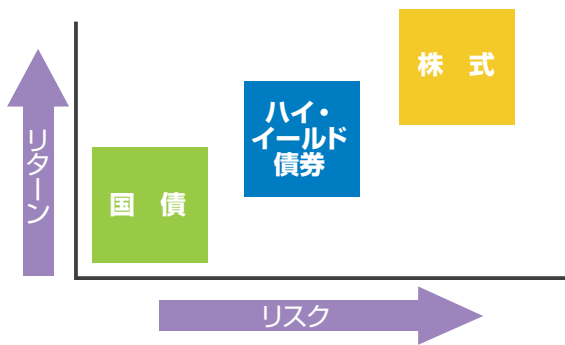 株　式
ハイ・
イールド
債券
国　債
リターン
リスク